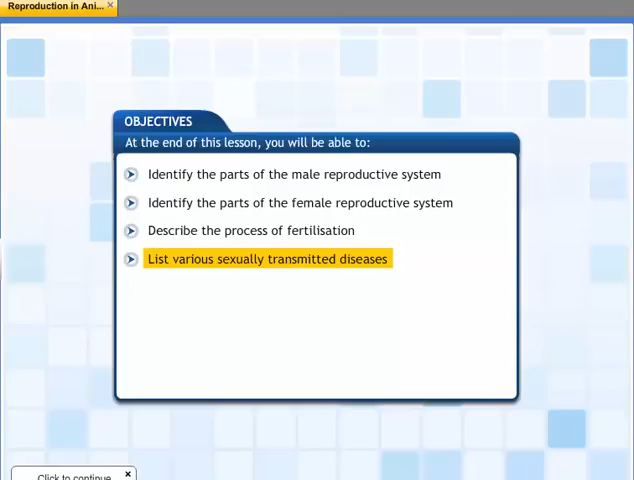 Reproduction in Ani... ×
OBJECTIVES
At the end of this lesson, you will be able to:
Identify the parts of the male reproductive system
Identify the parts of the female reproductive system
Describe the process of fertilisation
List various sexually transmitted diseases
Click to continue ×